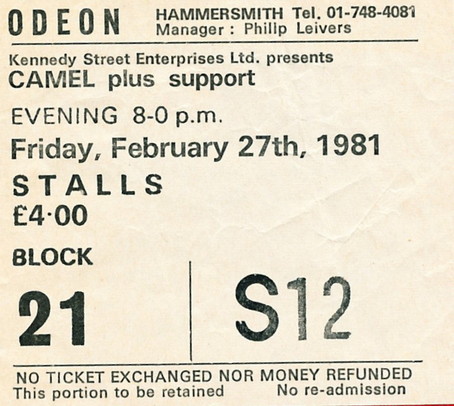 ODEON HAMMERSMITH Tel. 01-748-4081
Manager : Philip Leivers
Kennedy Street Enterprises Ltd. presents
CAMEL plus support
EVENING 8-0 p.m.
Friday, February 27th, 1981
STALLS
£4·00
BLOCK
21 S12
NO TICKET EXCHANGED NOR MONEY REFUNDED
This portion to be retained No re-admission